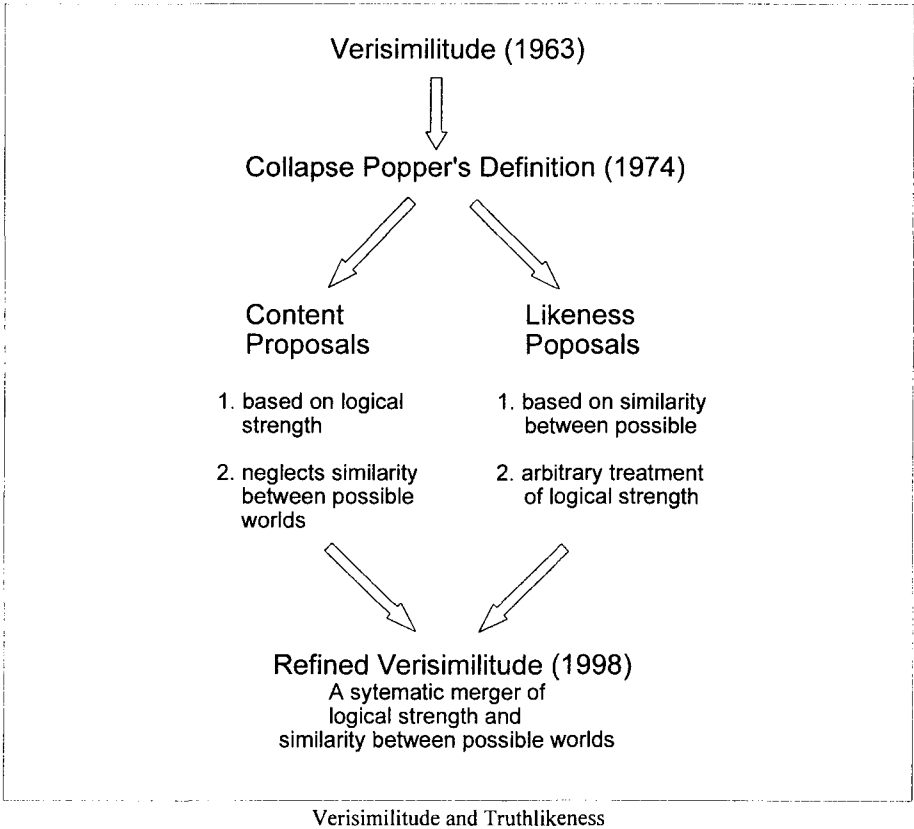 Verisimilitude (1963)
Collapse Popper's Definition (1974)
Content
Proposals
1. based on logical
strength
2. neglects similarity
between possible
worlds
Likeness
Poposals
1. based on similarity
between possible
2. arbitrary treatment
of logical strength
Refined Verisimilitude (1998)
A sytematic merger of
logical strength and
similarity between possible worlds
Verisimilitude and Truthlikeness